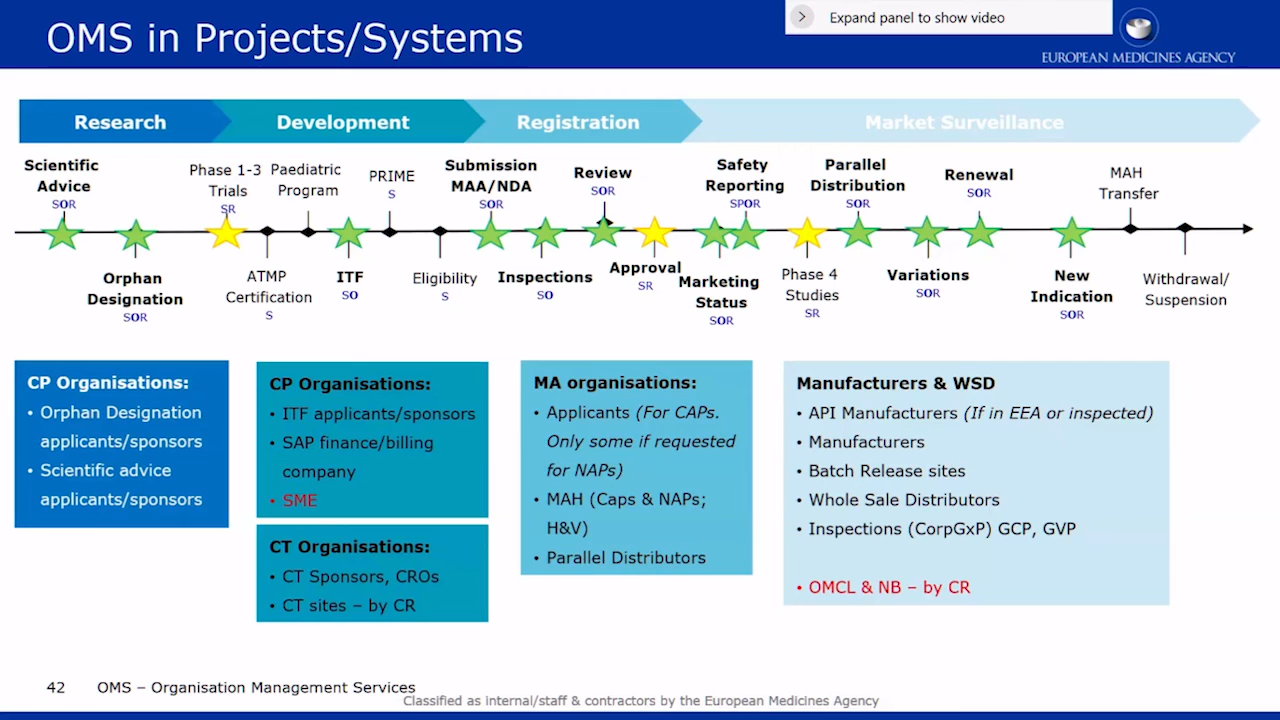 OMS in Projects/Systems
Expand panel to show video
EUROPEAN MEDICINES AGENCY
Research
Development
Registration
Market Surveillance
Scientific
Advice
SOR
Phase 1-3
Trials
SR
Paediatric
Program
PRIME
S
Submission
MAA/NDA
SOR
Review
SOR
Safety
Reporting
SPOR
Parallel
Distribution
SOR
Renewal
SOR
MAH
Transfer
Orphan
Designation
SOR
ATMP
Certification
S
ITF
SO
Eligibility
S
Inspections
SO
Approval
SR
Marketing
Status
SOR
Phase 4
Studies
SR
Variations
SOR
New
Indication
SOR
Withdrawal/
Suspension
CP Organisations:
• Orphan Designation
applicants/sponsors
• Scientific advice
applicants/sponsors
CP Organisations:
• ITF applicants/sponsors
• SAP finance/billing
company
• SME
CT Organisations:
• CT Sponsors, CROs
• CT sites – by CR
MA organisations:
• Applicants (For CAPs.
Only some if requested
for NAPs)
• MAH (Caps & NAPs;
H&V)
• Parallel Distributors
Manufacturers & WSD
• API Manufacturers (If in EEA or inspected)
• Manufacturers
• Batch Release sites
• Whole Sale Distributors
• Inspections (CorpGxP) GCP, GVP
• OMCL & NB – by CR
42 OMS – Organisation Management Services
Classified as internal/staff & contractors by the European Medicines Agency